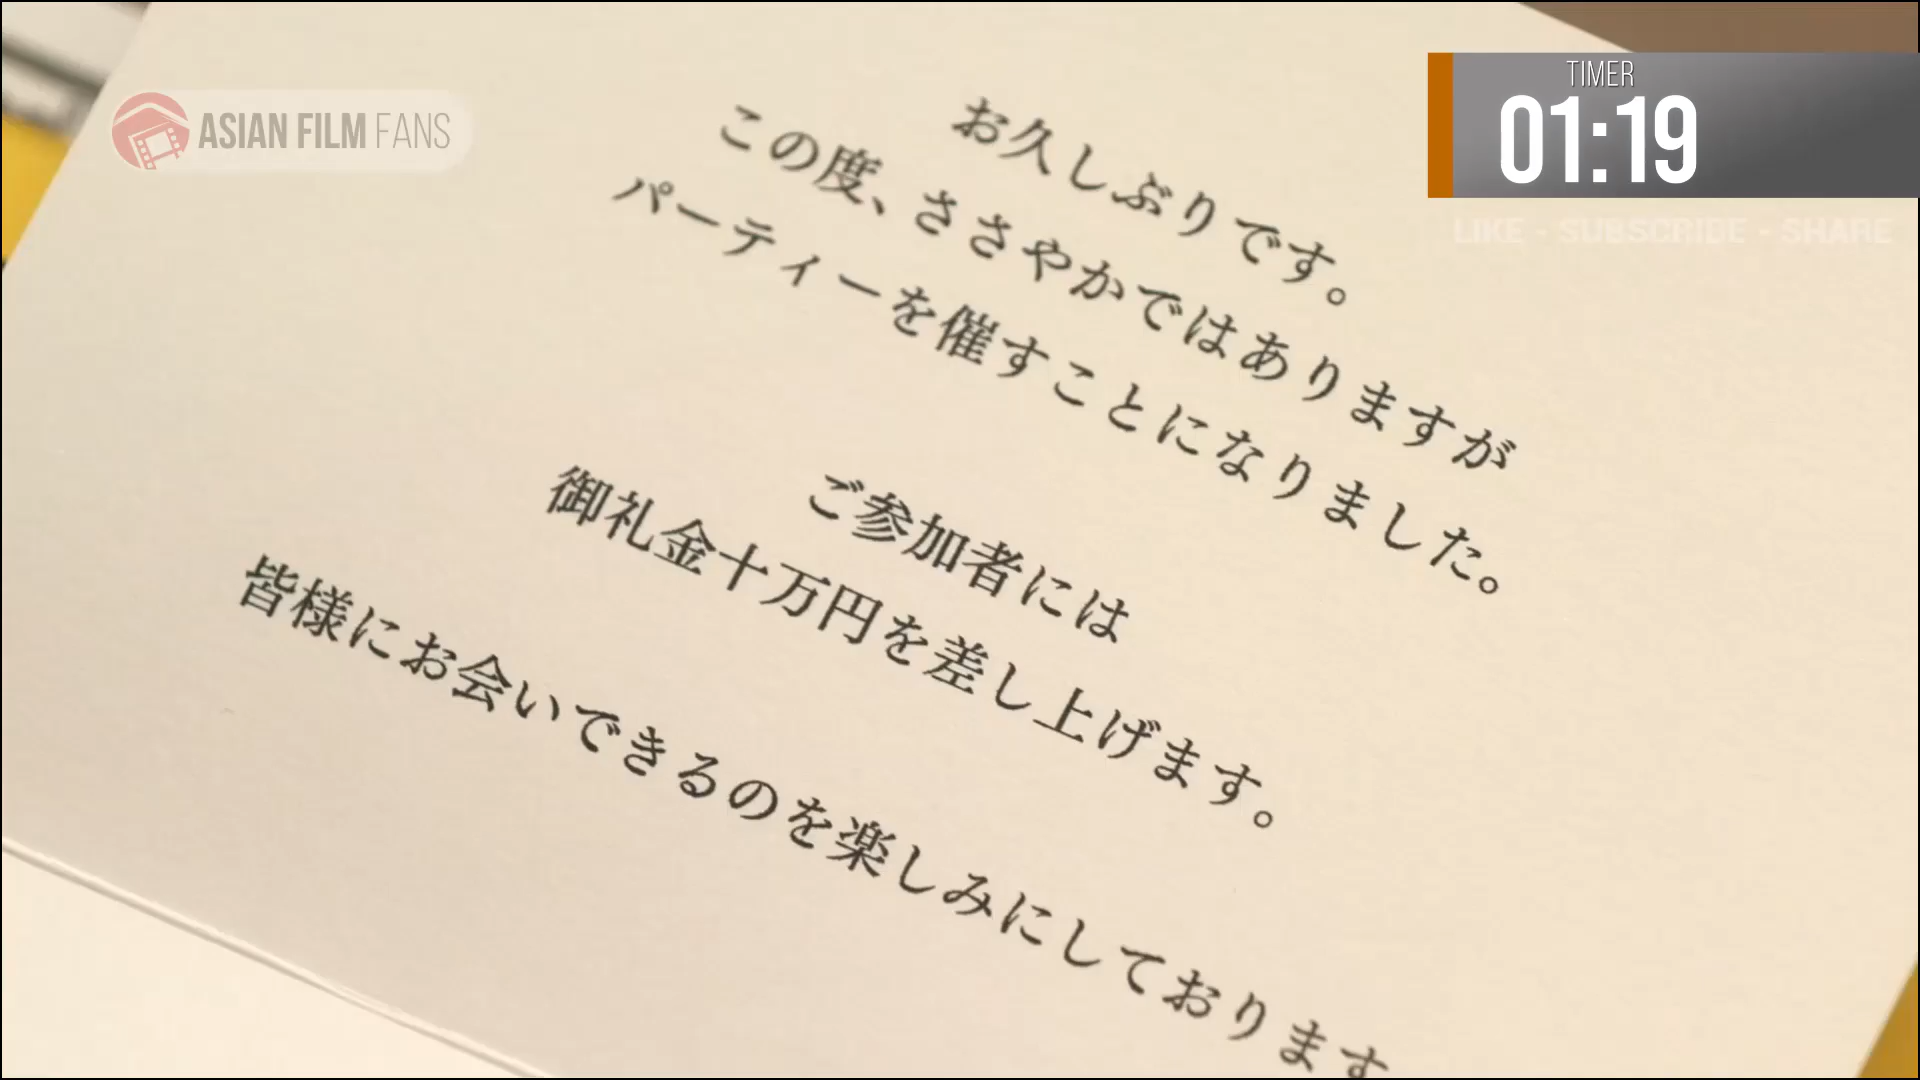 ASIAN FILM FANS
TIMER
01:19
LIKE - SUBSCRIBE - SHARE
お久しぶりです。
この度、ささやかではありますが
パーティーを催すことになりました。
ご参加者には
御礼金十万円を差し上げます。
皆様にお会いできるのを楽しみにしております